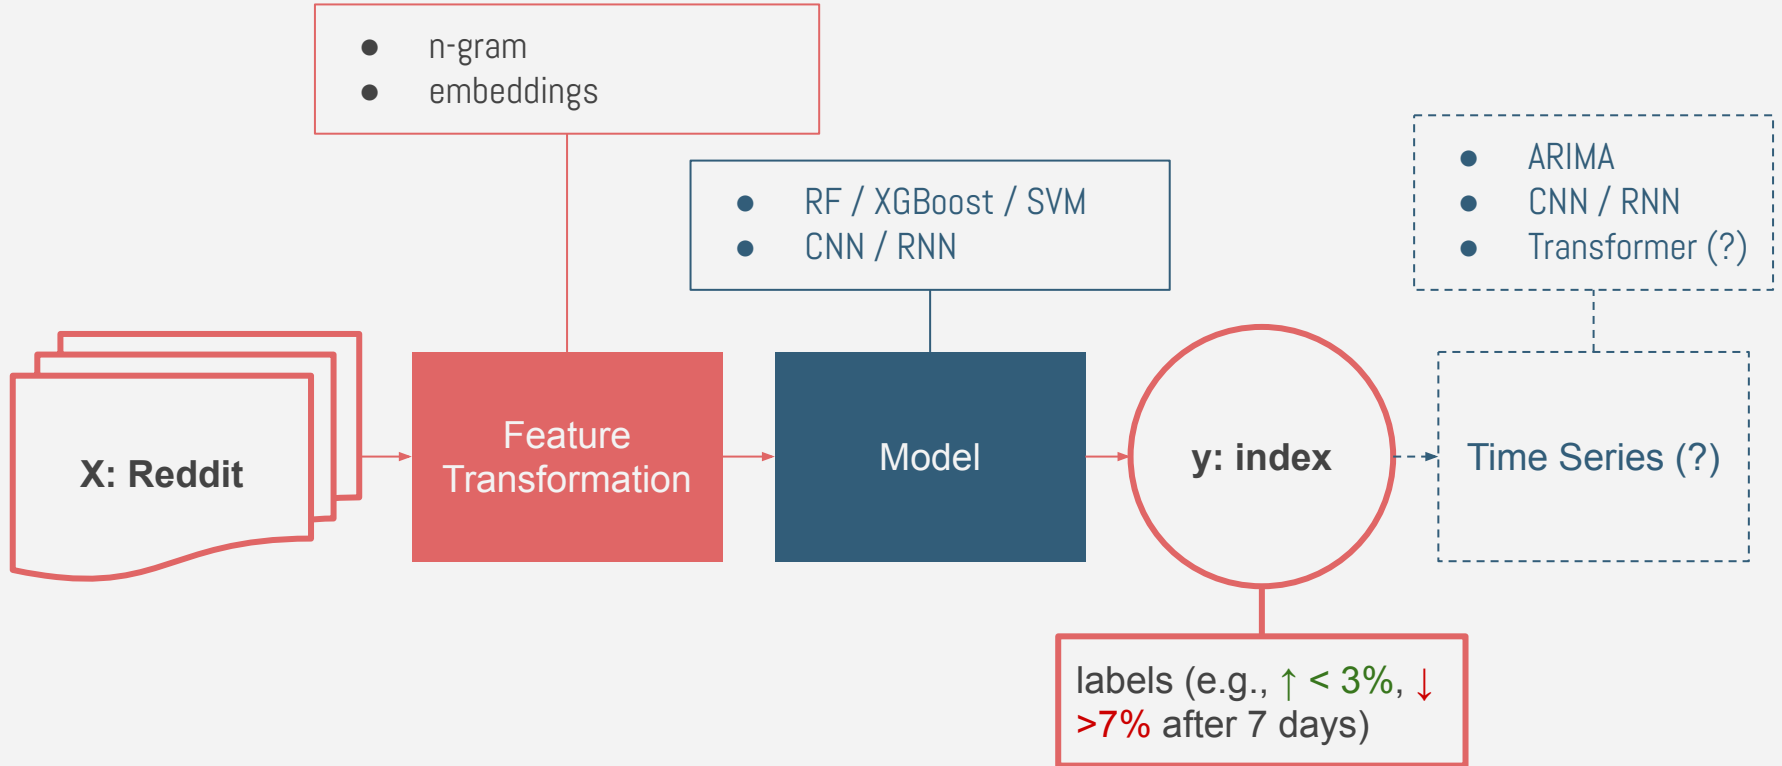 ● n-gram
● embeddings
● RF / XGBoost / SVM
● CNN / RNN
● ARIMA
● CNN / RNN
● Transformer (?)
X: Reddit
Feature
Transformation
Model
y: index
Time Series (?)
labels (e.g., ↑ < 3%, ↓
>7% after 7 days)